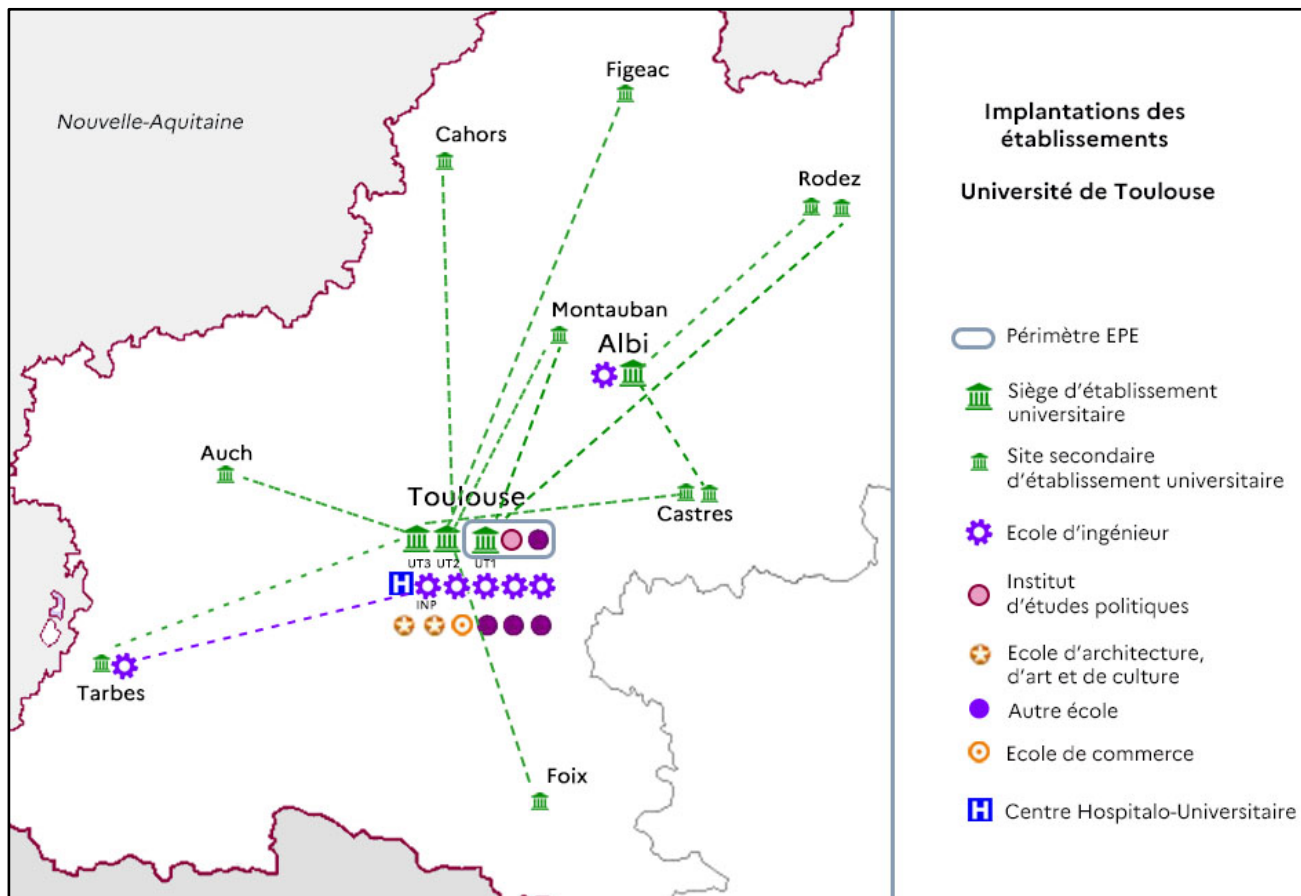 Figeac
Nouvelle-Aquitaine
Cahors
Rodez
Montauban
Albi
Auch
Toulouse
Castres
UT3 UT2 UT1
H
INP
Tarbes
Foix
Implantations des
établissements
Université de Toulouse
Périmètre EPE
Siège d'établissement
universitaire
Site secondaire
d'établissement universitaire
Ecole d'ingénieur
Institut
d'études politiques
Ecole d'architecture,
d'art et de culture
Autre école
Ecole de commerce
H Centre Hospitalo-Universitaire